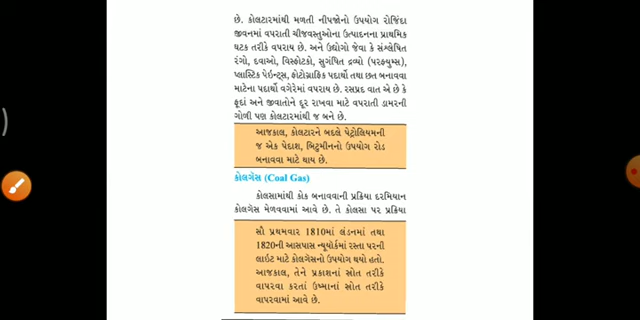 છે. કોલટારમાંથી મળતી નીપજોનો ઉપયોગ રોજિંદા
જીવનમાં વપરાતી ચીજવસ્તુઓના ઉત્પાદનના પ્રાથમિક
ઘટક તરીકે વપરાય છે. અને ઉદ્યોગો જેવા કે સંશ્લેષિત
રંગો, દવાઓ, વિસ્ફોટકો, સુગંધિત દ્રવ્યો (પરફ્યુમ્સ),
પ્લાસ્ટિક પેઇન્ટ્સ, ફોટોગ્રાફિક પદાર્થો તથા છત બનાવવા
માટેના પદાર્થો વગેરેમાં વપરાય છે. રસપ્રદ વાત એ છે કે
ફૂદાં અને જીવાતોને દૂર રાખવા માટે વપરાતી ડામરની
ગોળી પણ કોલટારમાંથી જ બને છે.
આજકાલ, કોલટારને બદલે પેટ્રોલિયમની
જ એક પેદાશ, બિટુમીનનો ઉપયોગ રોડ
બનાવવા માટે થાય છે.
કોલગૅસ (Coal Gas)
કોલસામાંથી કોક બનાવવાની પ્રક્રિયા દરમિયાન
કોલગૅસ મેળવવામાં આવે છે. તે કોલસા પર પ્રક્રિયા
સૌ પ્રથમવાર 1810માં લંડનમાં તથા
1820ની આસપાસ ન્યૂયોર્કમાં રસ્તા પરની
લાઇટ માટે કોલગૅસનો ઉપયોગ થયો હતો.
આજકાલ, તેને પ્રકાશનાં સ્રોત તરીકે
વાપરવા કરતાં ઉષ્માનાં સ્રોત તરીકે
વાપરવામાં આવે છે.